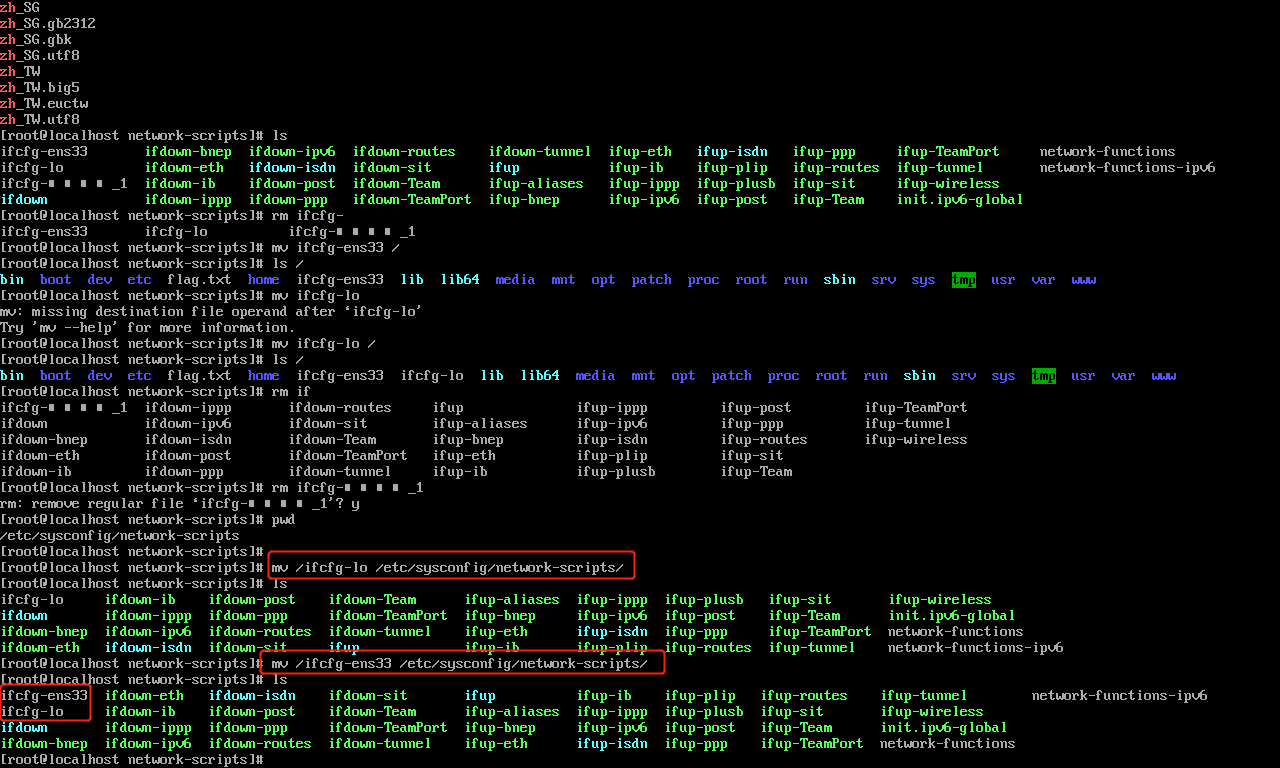 zh_SG
zh_SG.gb2312
zh_SG.gbk
zh_SG.utf8
zh_TW
zh_TW.big5
zh_TW.euctw
zh_TW.utf8
[root@localhost network-scripts]# ls
ifcfg-ens33 ifdown-bnep ifdown-ipv6 ifdown-routes ifdown-tunnel ifup-eth ifup-isdn ifup-ppp ifup-TeamPort network-functions
ifcfg-lo ifdown-eth ifdown-isdn ifdown-sit ifup ifup-ib ifup-plip ifup-routes ifup-tunnel network-functions-ipv6
ifcfg-■ ■ ■ ■ _1 ifdown-ib ifdown-post ifdown-Team ifup-aliases ifup-ippp ifup-plusb ifup-sit ifup-wireless
ifdown ifdown-ippp ifdown-ppp ifdown-TeamPort ifup-bnep ifup-ipv6 ifup-post ifup-Team init.ipv6-global
[root@localhost network-scripts]# rm ifcfg-
ifcfg-ens33 ifcfg-lo ifcfg-■ ■ ■ ■ _1
[root@localhost network-scripts]# mv ifcfg-ens33 /
[root@localhost network-scripts]# ls /
bin boot dev etc flag.txt home ifcfg-ens33 lib lib64 media mnt opt patch proc root run sbin srv sys tmp usr var www
[root@localhost network-scripts]# mv ifcfg-lo
mv: missing destination file operand after ‘ifcfg-lo’
Try 'mv --help' for more information.
[root@localhost network-scripts]# mv ifcfg-lo /
[root@localhost network-scripts]# ls /
bin boot dev etc flag.txt home ifcfg-ens33 ifcfg-lo lib lib64 media mnt opt patch proc root run sbin srv sys tmp usr var www
[root@localhost network-scripts]# rm if
ifcfg-■ ■ ■ ■ _1 ifdown-ippp ifdown-routes ifup ifup-ippp ifup-post ifup-TeamPort
ifdown ifdown-ipv6 ifdown-sit ifup-aliases ifup-ipv6 ifup-ppp ifup-tunnel
ifdown-bnep ifdown-isdn ifdown-Team ifup-bnep ifup-isdn ifup-routes ifup-wireless
ifdown-eth ifdown-post ifdown-TeamPort ifup-eth ifup-plip ifup-sit
ifdown-ib ifdown-ppp ifdown-tunnel ifup-ib ifup-plusb ifup-Team
[root@localhost network-scripts]# rm ifcfg-■ ■ ■ ■ _1
rm: remove regular file ‘ifcfg-■ ■ ■ ■ _1’? y
[root@localhost network-scripts]# pwd
/etc/sysconfig/network-scripts
[root@localhost network-scripts]#
[root@localhost network-scripts]# mv /ifcfg-lo /etc/sysconfig/network-scripts/
[root@localhost network-scripts]# ls
ifcfg-lo ifdown-ib ifdown-post ifdown-Team ifup-aliases ifup-ippp ifup-plusb ifup-sit ifup-wireless
ifdown ifdown-ippp ifdown-ppp ifdown-TeamPort ifup-bnep ifup-ipv6 ifup-post ifup-Team init.ipv6-global
ifdown-bnep ifdown-ipv6 ifdown-routes ifdown-tunnel ifup-eth ifup-isdn ifup-ppp ifup-TeamPort network-functions
ifdown-eth ifdown-isdn ifdown-sit ifup ifup-ib ifup-plip ifup-routes ifup-tunnel network-functions-ipv6
[root@localhost network-scripts]# mv /ifcfg-ens33 /etc/sysconfig/network-scripts/
[root@localhost network-scripts]# ls
ifcfg-ens33 ifdown-eth ifdown-isdn ifdown-sit ifup ifup-ib ifup-plip ifup-routes ifup-tunnel network-functions-ipv6
ifcfg-lo ifdown-ib ifdown-post ifdown-Team ifup-aliases ifup-ippp ifup-plusb ifup-sit ifup-wireless
ifdown ifdown-ippp ifdown-ppp ifdown-TeamPort ifup-bnep ifup-ipv6 ifup-post ifup-Team init.ipv6-global
ifdown-bnep ifdown-ipv6 ifdown-routes ifdown-tunnel ifup-eth ifup-isdn ifup-ppp ifup-TeamPort network-functions
[root@localhost network-scripts]#